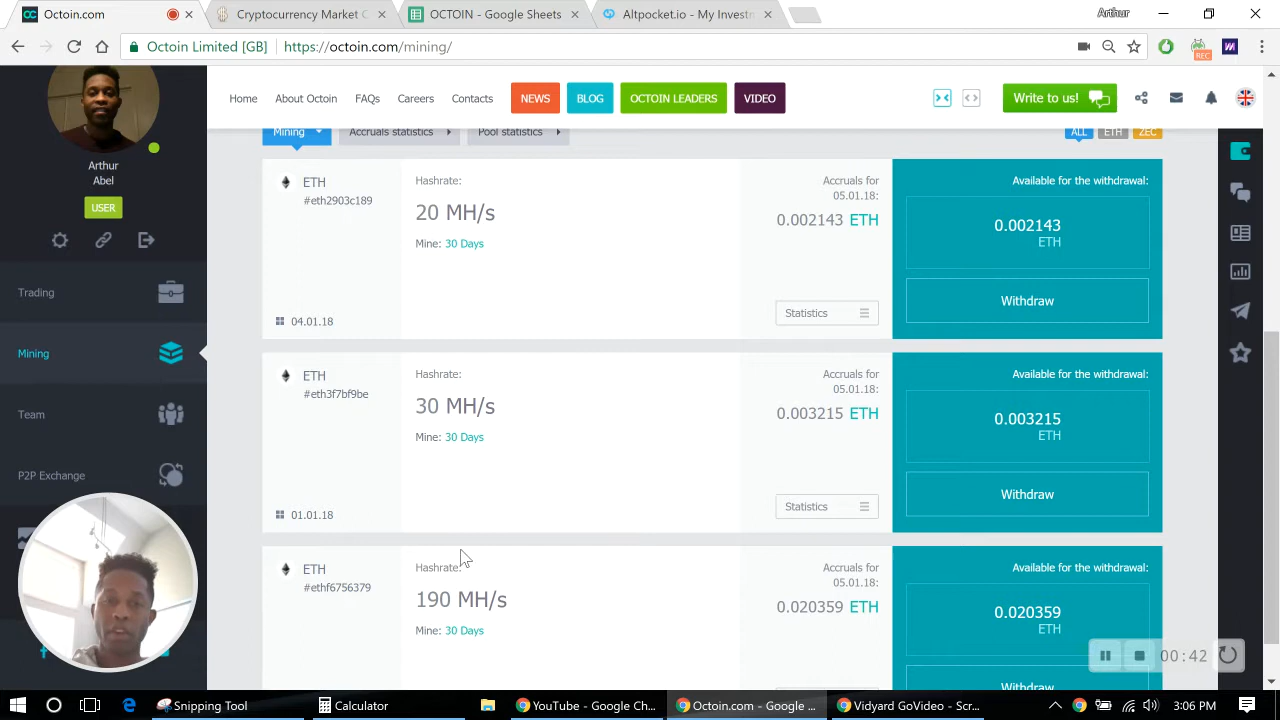 Octoin
Cryptocurrency Market C
OCTOIN - Google Sheets
Altpocket.io – My Investm
Arthur
Octoin Limited [GB]
https://octoin.com/mining/
REC
Home
About Octoin
FAQs
Careers
Contacts
NEWS
BLOG
OCTOIN LEADERS
VIDEO
Write to us!
Arthur
Abel
USER
Trading
Mining
Team
P2P Exchange
Mining
Accruals statistics
Pool statistics
ALL
ETH
ZEC
ETH
#eth2903c189
04.01.18
Hashrate:
20 MH/s
Mine: 30 Days
Accruals for
05.01.18:
0.002143 ETH
Statistics
Available for the withdrawal:
0.002143
ETH
Withdraw
ETH
#eth3f7bf9be
01.01.18
Hashrate:
30 MH/s
Mine: 30 Days
Accruals for
05.01.18:
0.003215 ETH
Statistics
Available for the withdrawal:
0.003215
ETH
Withdraw
ETH
#ethf6756379
Hashrate:
190 MH/s
Mine: 30 Days
Accruals for
05.01.18:
0.020359 ETH
Available for the withdrawal:
0.020359
ETH
Withdraw
00:42
Snipping Tool
Calculator
YouTube - Google Ch...
Octoin.com - Google ...
Vidyard GoVideo - Scr...
3:06 PM